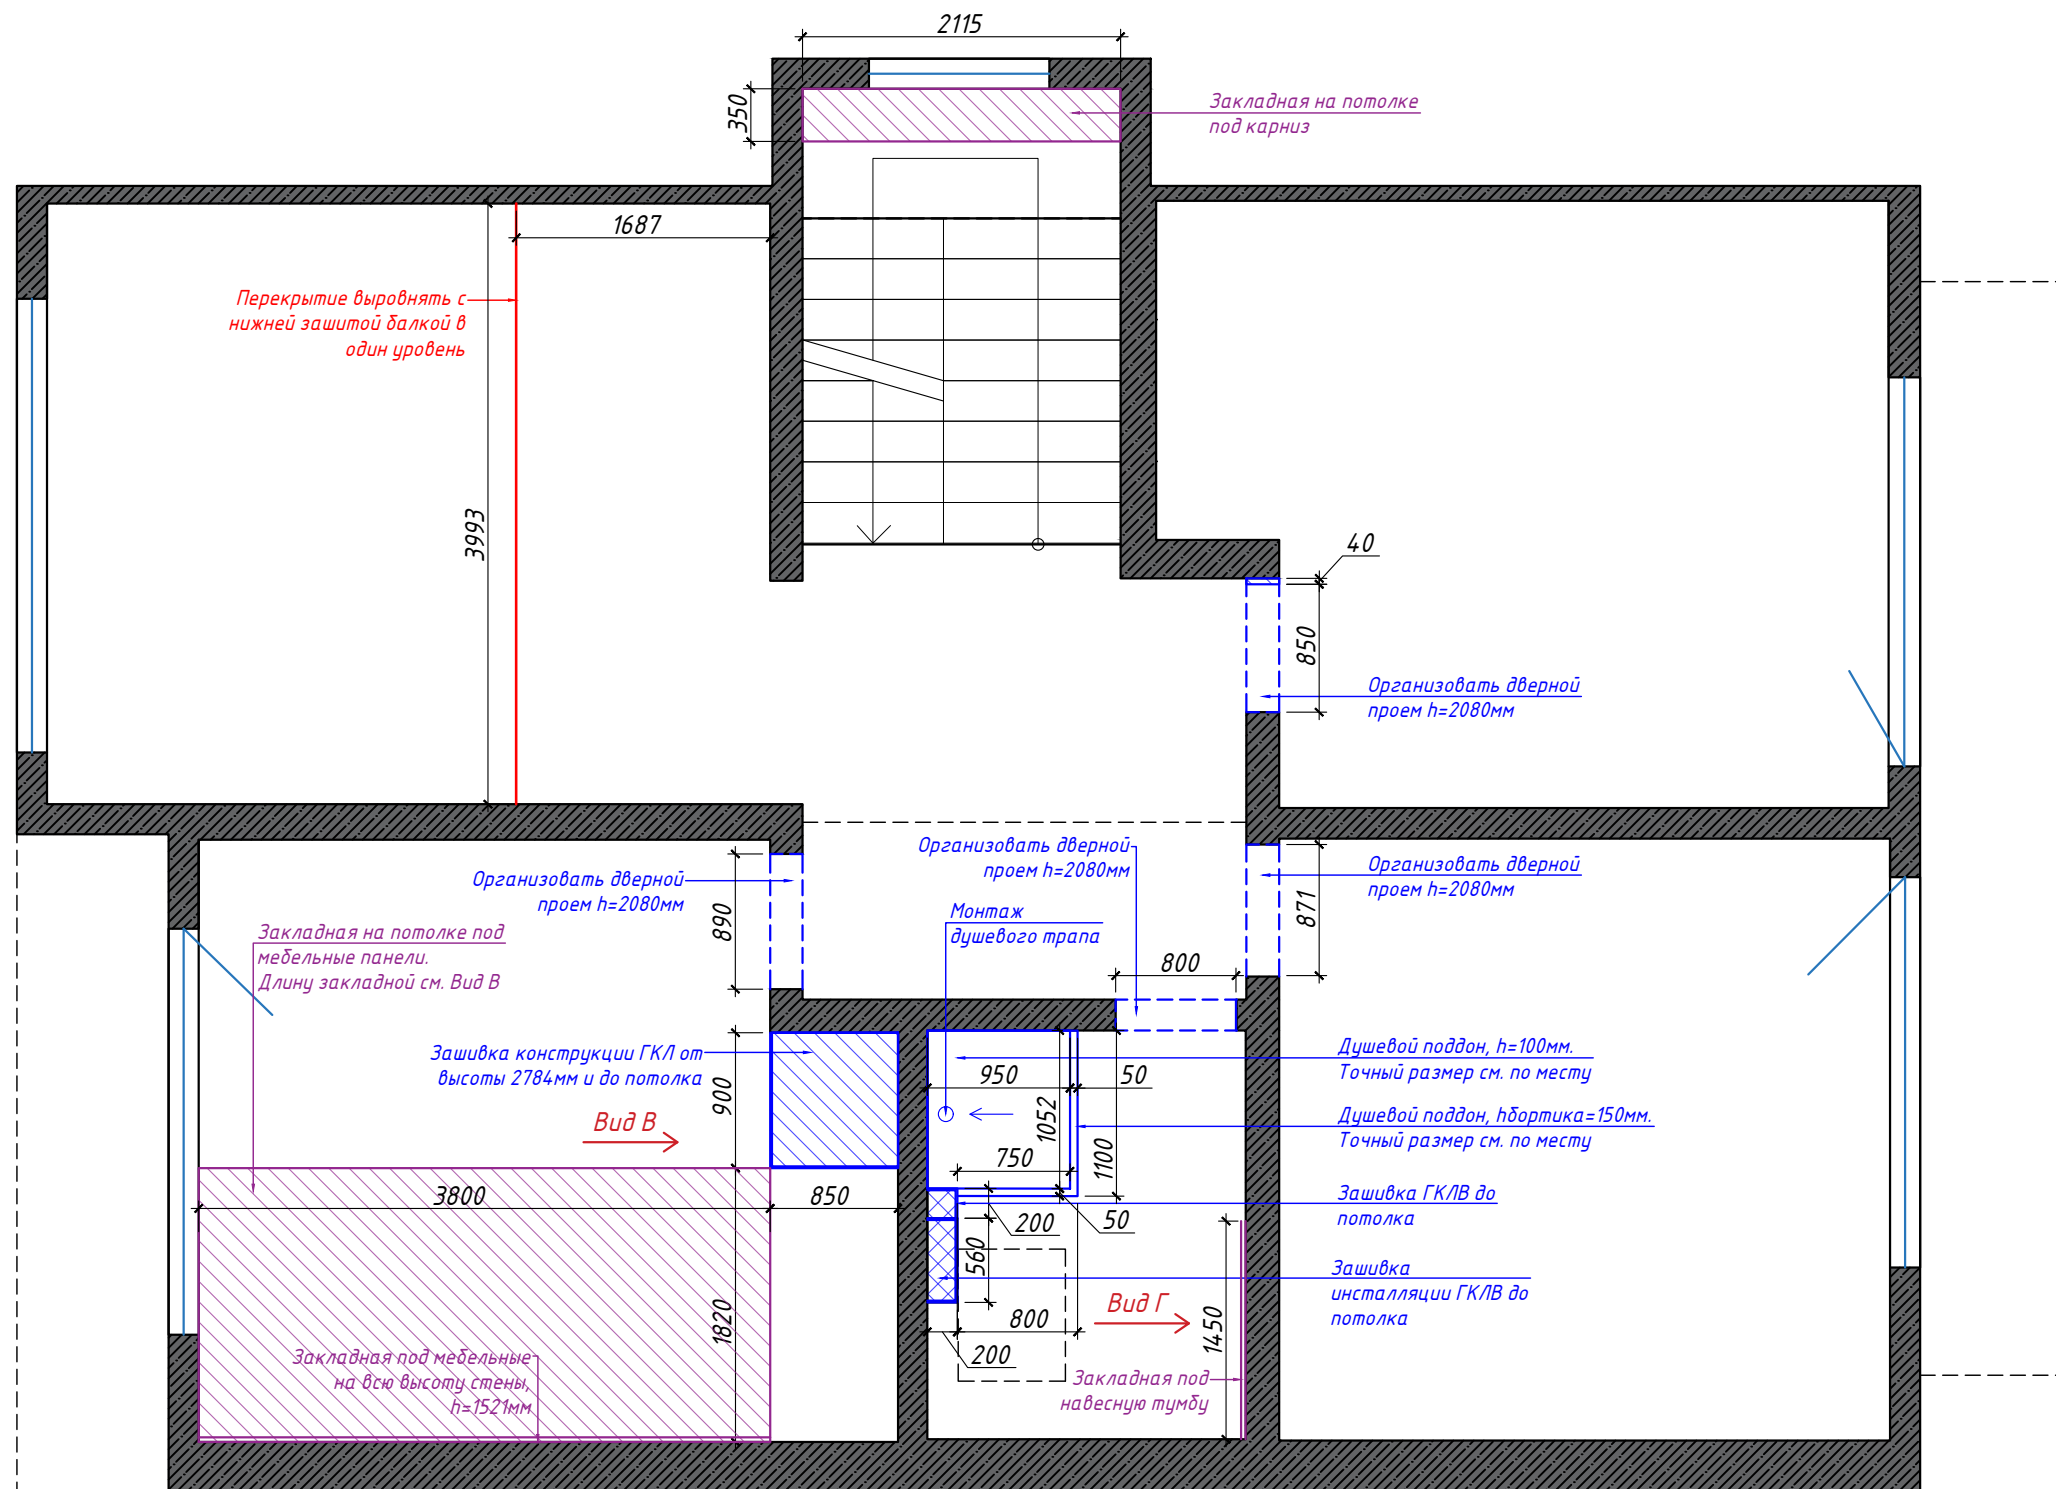 2115
350
Закладная на потолке
под карниз
1687
Перекрытие выровнять с
нижней зашитой балкой в
один уровень
3993
40
850
Организовать дверной
проем h=2080мм
Организовать дверной
проем h=2080мм
Организовать дверной
проем h=2080мм
871
Организовать дверной
проем h=2080мм
890
Монтаж
душевого трапа
800
Закладная на потолке под
мебельные панели.
Длину закладной см. Вид В
Зашивка конструкции ГКЛ от
высоты 2784мм и до потолка
900
Вид В
950
50
1052
1100
750
Душевой поддон, h=100мм.
Точный размер см. по месту
Душевой поддон, hбортика=150мм.
Точный размер см. по месту
3800
850
200
50
560
Зашивка ГКЛВ до
потолка
Зашивка
инсталляции ГКЛВ до
потолка
1820
Вид Г
800
200
1450
Закладная под мебельные
на всю высоту стены,
h=1521мм
Закладная под
навесную тумбу